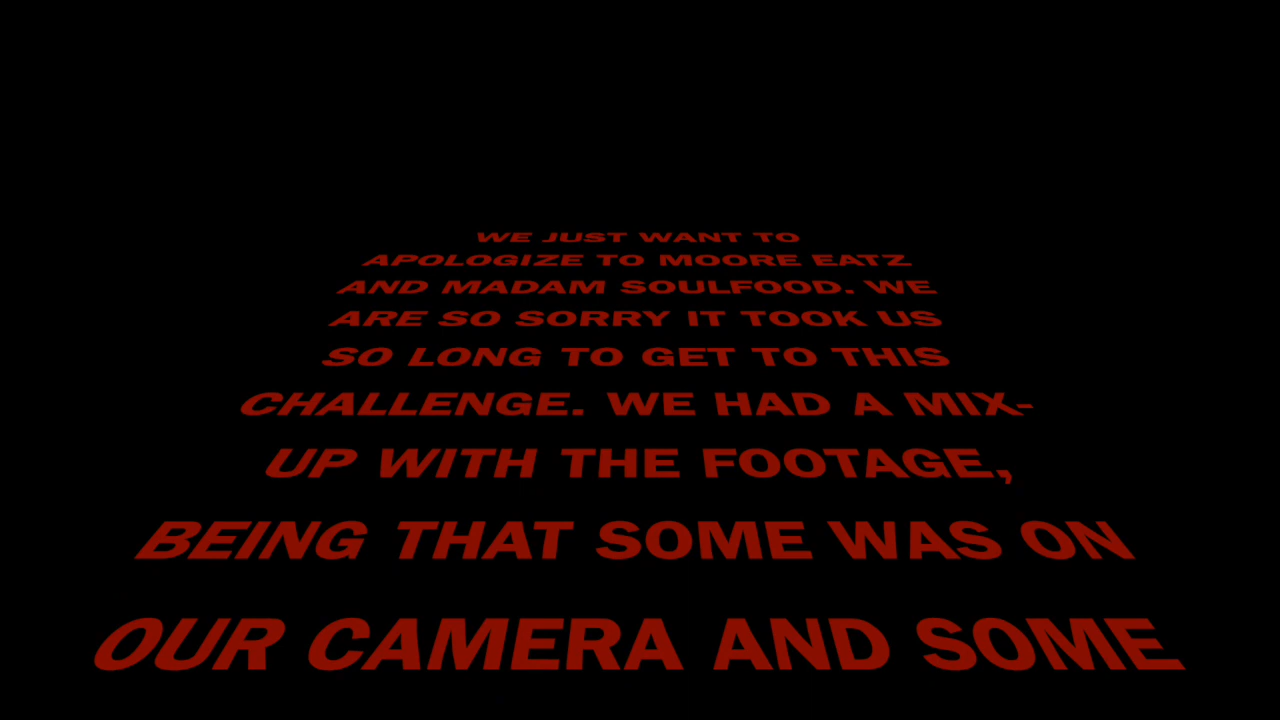 WE JUST WANT TO
APOLOGIZE TO MOORE EATZ
AND MADAM SOULFOOD. WE
ARE SO SORRY IT TOOK US
SO LONG TO GET TO THIS
CHALLENGE. WE HAD A MIX-
UP WITH THE FOOTAGE,
BEING THAT SOME WAS ON
OUR CAMERA AND SOME